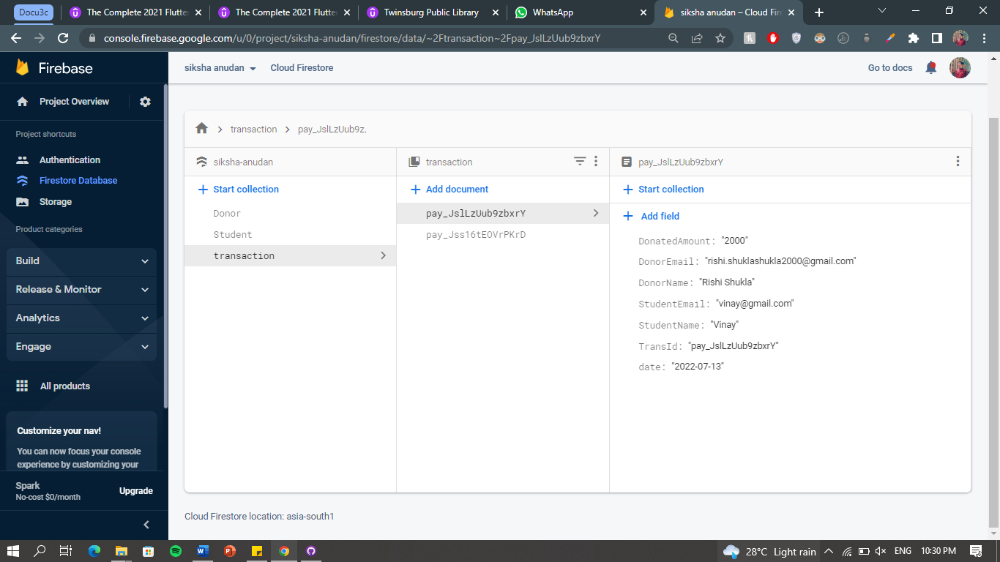 Docu3c
The Complete 2021 Flutter
The Complete 2021 Flutter
Twinsburg Public Library
WhatsApp
siksha anudan – Cloud Fir
console.firebase.google.com/u/0/project/siksha-anudan/firestore/data/~2Ftransaction~2Fpay_JslLzUub9zbxrY
Firebase
siksha anudan
Cloud Firestore
Go to docs
Project Overview
Project shortcuts
Authentication
Firestore Database
Storage
Product categories
Build
Release & Monitor
Analytics
Engage
All products
Customize your nav!
You can now focus your console
experience by customizing your
Spark
No-cost $0/month
Upgrade
transaction
pay_JslLzUub9z.
siksha-anudan
Start collection
Donor
Student
transaction
transaction
Add document
pay_JslLzUub9zbxrY
pay_Jss16tEOVrPKrD
pay_JslLzUub9zbxrY
Start collection
Add field
DonatedAmount: "2000"
DonorEmail: "rishi.shuklashukla2000@gmail.com"
DonorName: "Rishi Shukla"
StudentEmail: "vinay@gmail.com"
StudentName: "Vinay"
TransId: "pay_JslLzUub9zbxrY"
date: "2022-07-13"
Cloud Firestore location: asia-south1
28°C Light rain
ENG
10:30 PM